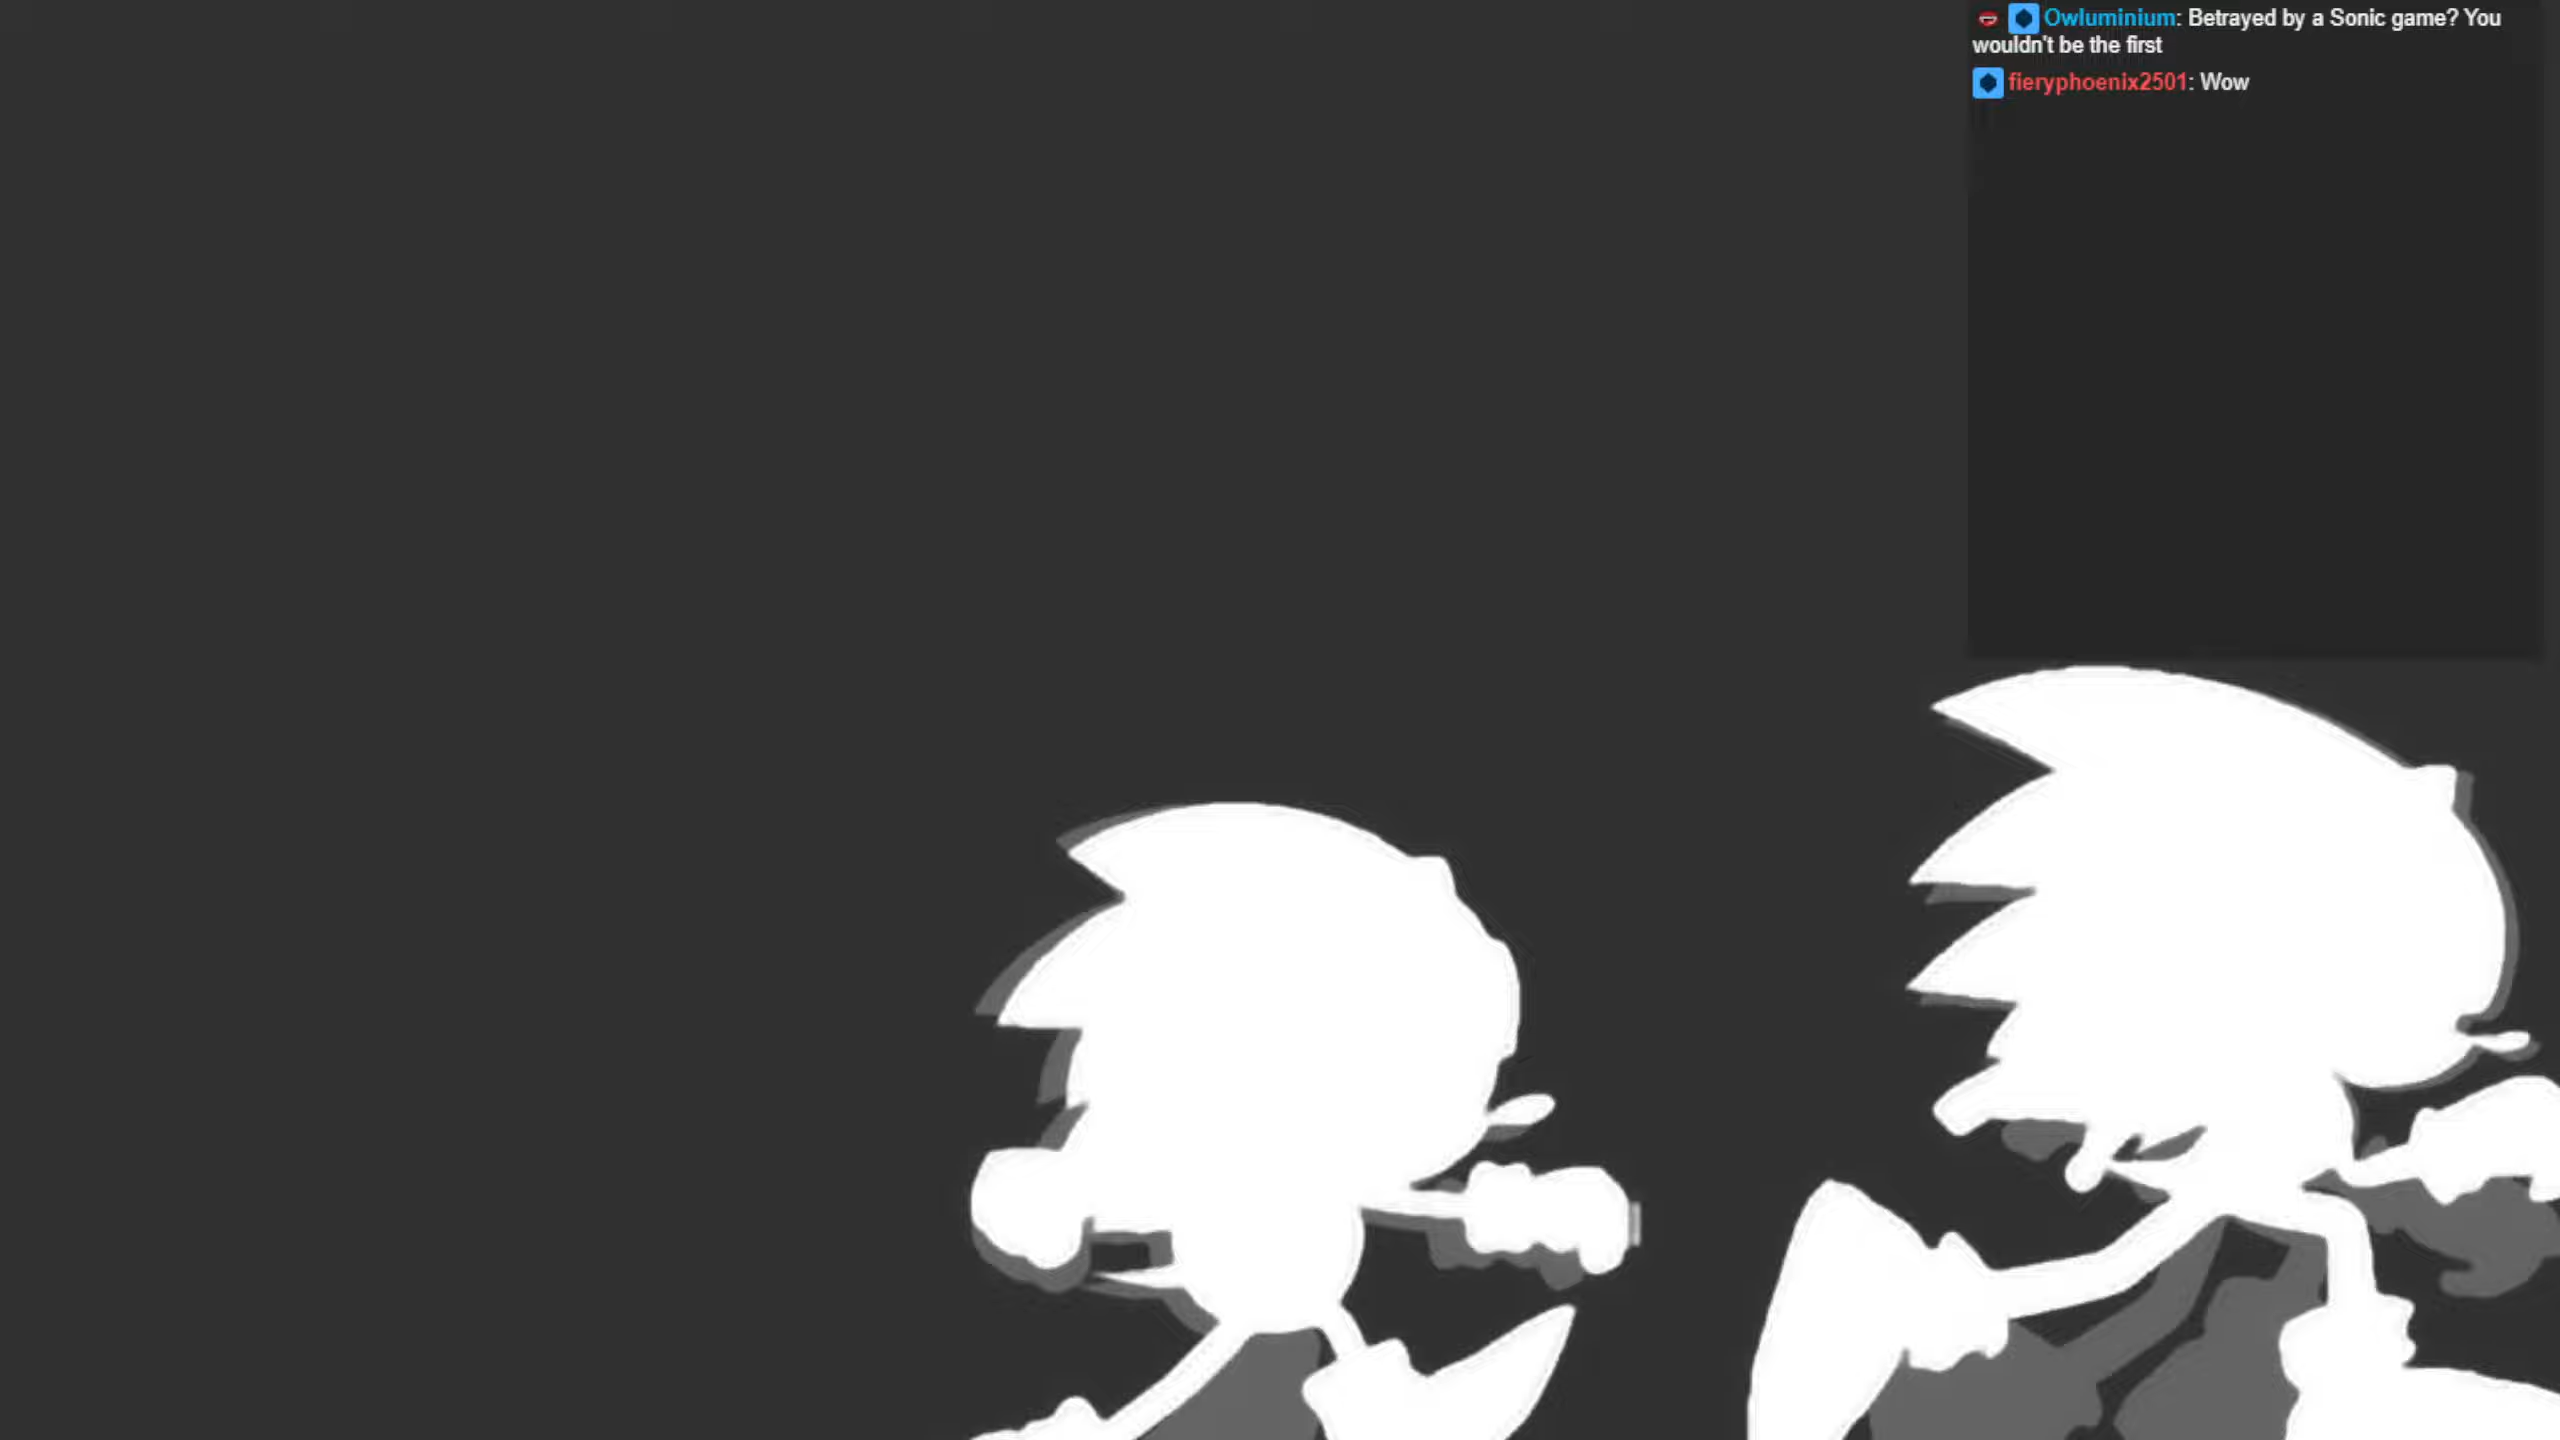 Owluminium: Betrayed by a Sonic game? You
wouldn't be the first
fieryphoenix2501: Wow